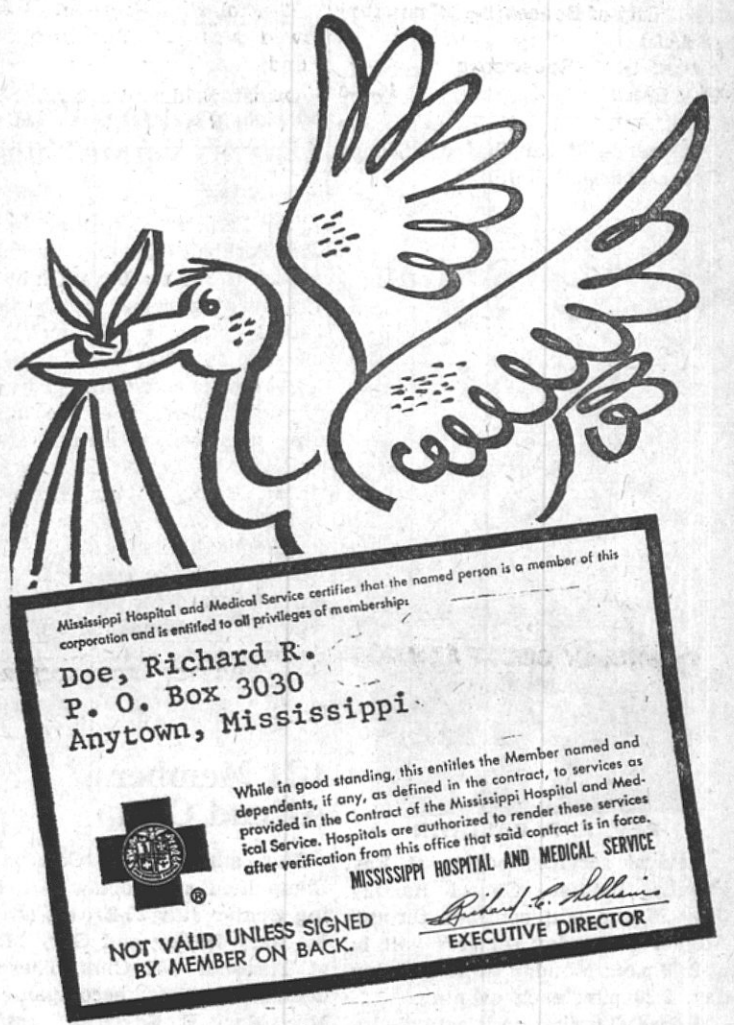 Mississippi Hospital and Medical Service certifies that the named person is a member of this
corporation and is entitled to all privileges of membership:
Doe, Richard R.
P. O. Box 3030
Anytown, Mississippi
While in good standing, this entitles the Member named and
dependents, if any, as defined in the contract, to services as
provided in the Contract of the Mississippi Hospital and Med-
ical Service. Hospitals are authorized to render these services
after verification from this office that said contract is in force.
MISSISSIPPI HOSPITAL AND MEDICAL SERVICE
Richard C. Williams
EXECUTIVE DIRECTOR
®
NOT VALID UNLESS SIGNED
BY MEMBER ON BACK.